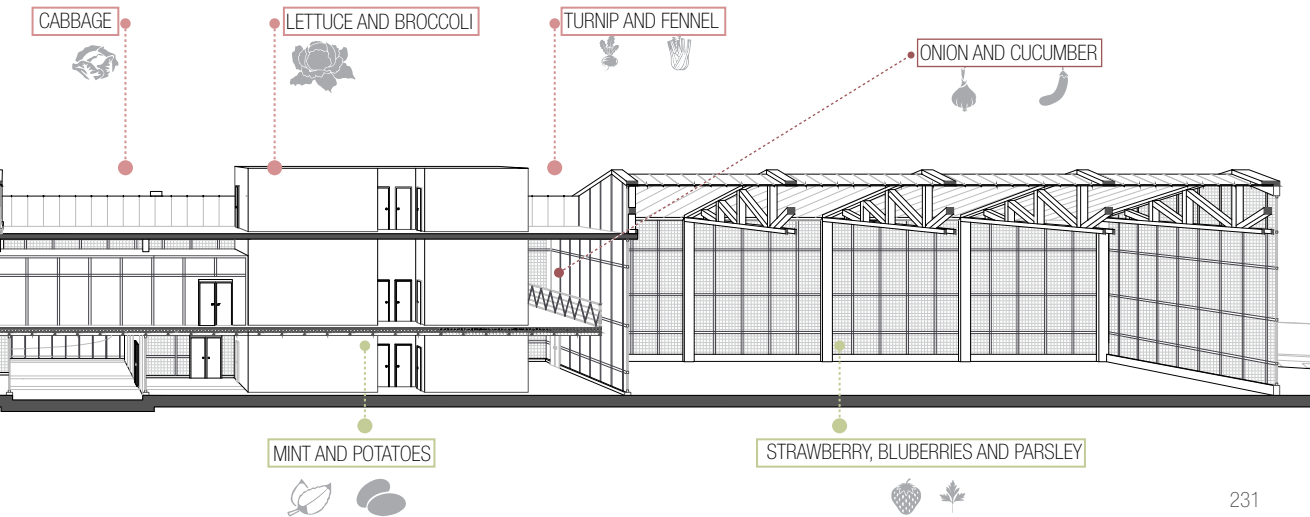 CABBAGE
LETTUCE AND BROCCOLI
TURNIP AND FENNEL
ONION AND CUCUMBER
MINT AND POTATOES
STRAWBERRY, BLUBERRIES AND PARSLEY
231